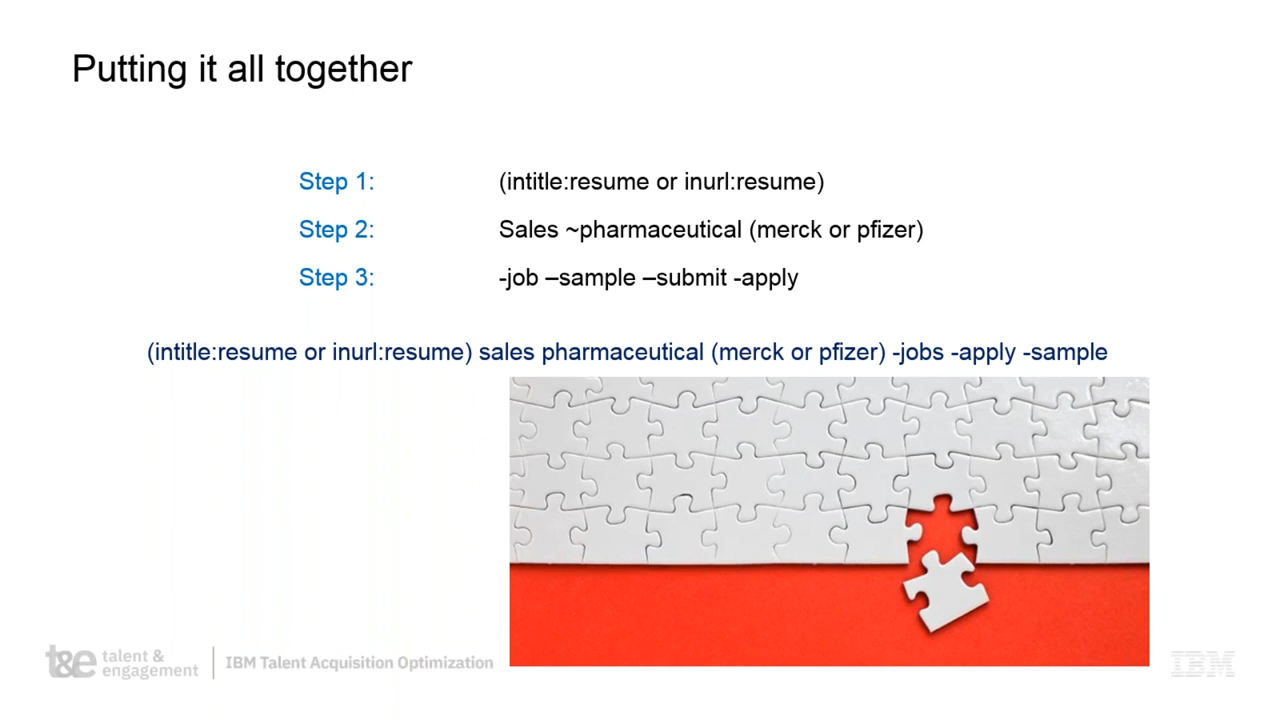 Putting it all together
Step 1: (intitle:resume or inurl:resume)
Step 2: Sales ~pharmaceutical (merck or pfizer)
Step 3: -job –sample –submit -apply
(intitle:resume or inurl:resume) sales pharmaceutical (merck or pfizer) -jobs -apply -sample
t&e talent &
engagement
IBM Talent Acquisition Optimization
IBM